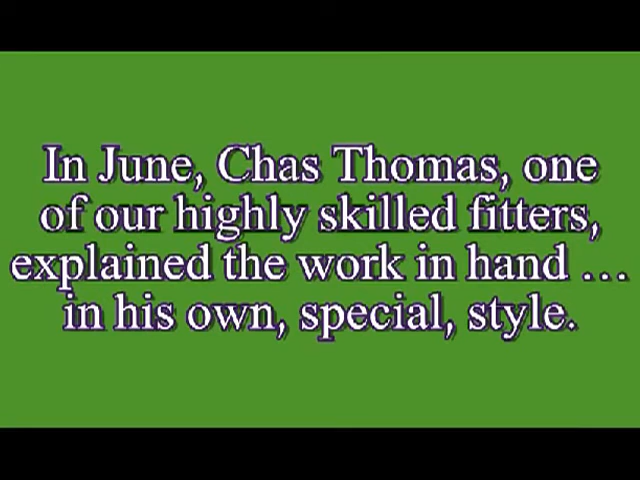 In June, Chas Thomas, one
of our highly skilled fitters,
explained the work in hand …
in his own, special, style.